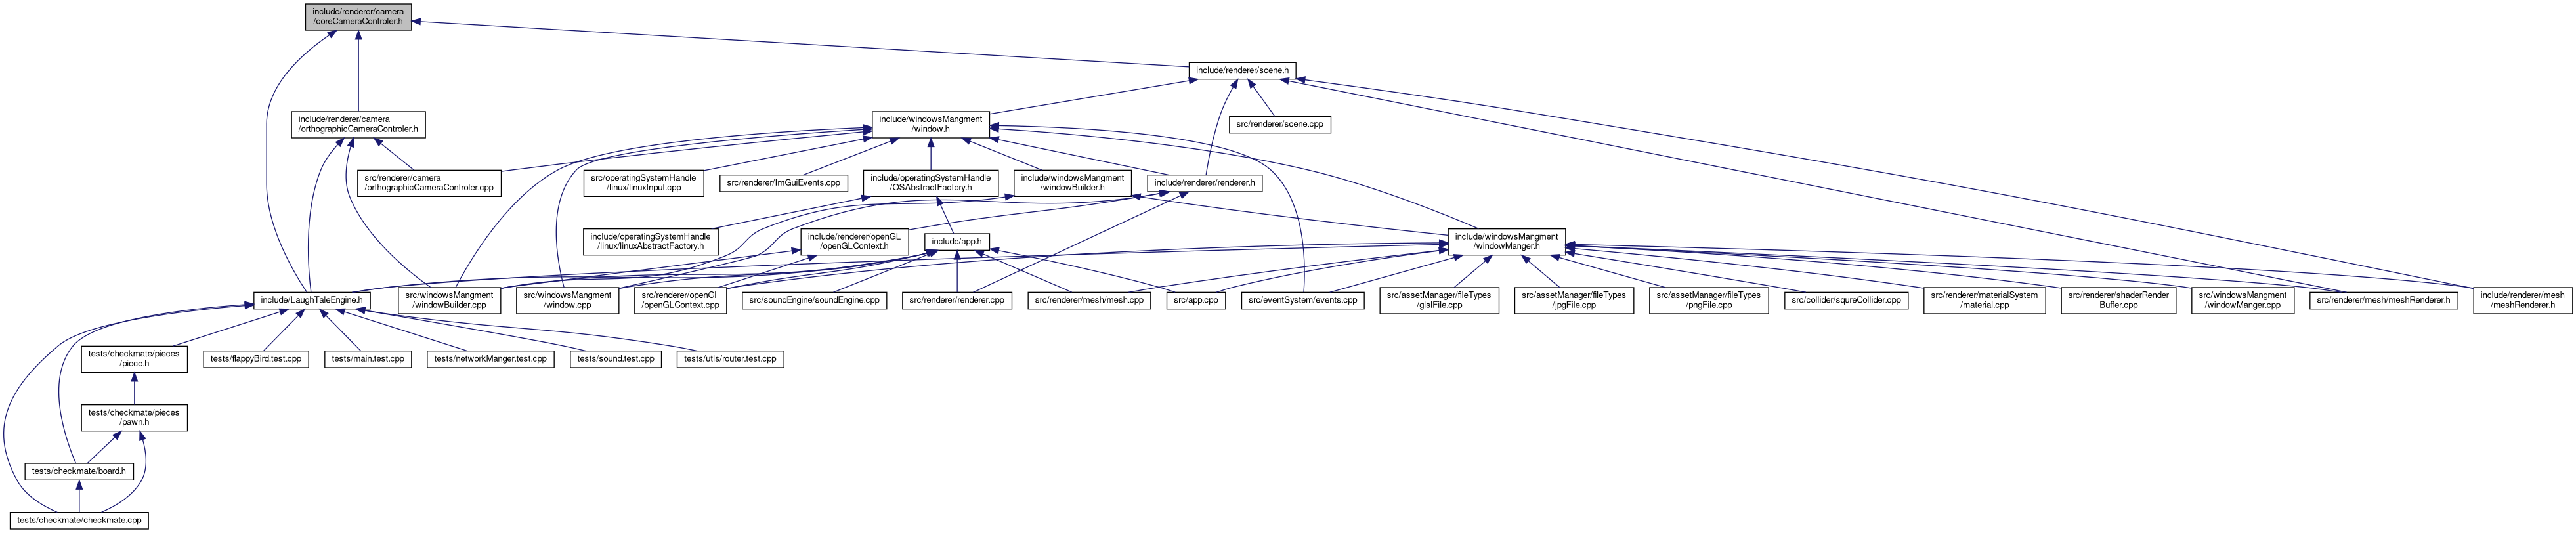 include/renderer/camera
/coreCameraControler.h
include/renderer/scene.h
include/renderer/camera
/orthographicCameraControler.h
include/windowsMangment
/window.h
src/renderer/scene.cpp
src/renderer/camera
/orthographicCameraControler.cpp
src/operatingSystemHandle
/linux/linuxInput.cpp
src/renderer/ImGuiEvents.cpp
include/operatingSystemHandle
/OSAbstractFactory.h
include/windowsMangment
/windowBuilder.h
include/renderer/renderer.h
include/operatingSystemHandle
/linux/linuxAbstractFactory.h
include/renderer/openGL
/openGLContext.h
include/app.h
include/windowsMangment
/windowManger.h
include/LaughTaleEngine.h
src/windowsMangment
/windowBuilder.cpp
src/windowsMangment
/window.cpp
src/renderer/openGl
/openGLContext.cpp
src/soundEngine/soundEngine.cpp
src/renderer/renderer.cpp
src/renderer/mesh/mesh.cpp
src/app.cpp
src/eventSystem/events.cpp
src/assetManager/fileTypes
/glslFile.cpp
src/assetManager/fileTypes
/jpgFile.cpp
src/assetManager/fileTypes
/pngFile.cpp
src/collider/squreCollider.cpp
src/renderer/materialSystem
/material.cpp
src/renderer/shaderRender
Buffer.cpp
src/windowsMangment
/windowManger.cpp
src/renderer/mesh/meshRenderer.h
include/renderer/mesh
/meshRenderer.h
tests/checkmate/pieces
/piece.h
tests/flappyBird.test.cpp
tests/main.test.cpp
tests/networkManger.test.cpp
tests/sound.test.cpp
tests/utls/router.test.cpp
tests/checkmate/pieces
/pawn.h
tests/checkmate/board.h
tests/checkmate/checkmate.cpp